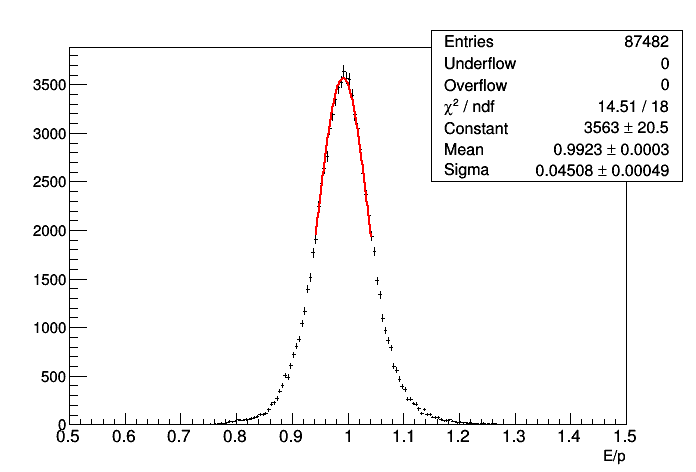 Entries 87482
Underflow 0
Overflow 0
χ² / ndf 14.51 / 18
Constant 3563 ± 20.5
Mean 0.9923 ± 0.0003
Sigma 0.04508 ± 0.00049
3500
3000
2500
2000
1500
1000
500
0
0.5 0.6 0.7 0.8 0.9 1 1.1 1.2 1.3 1.4 1.5
E/p